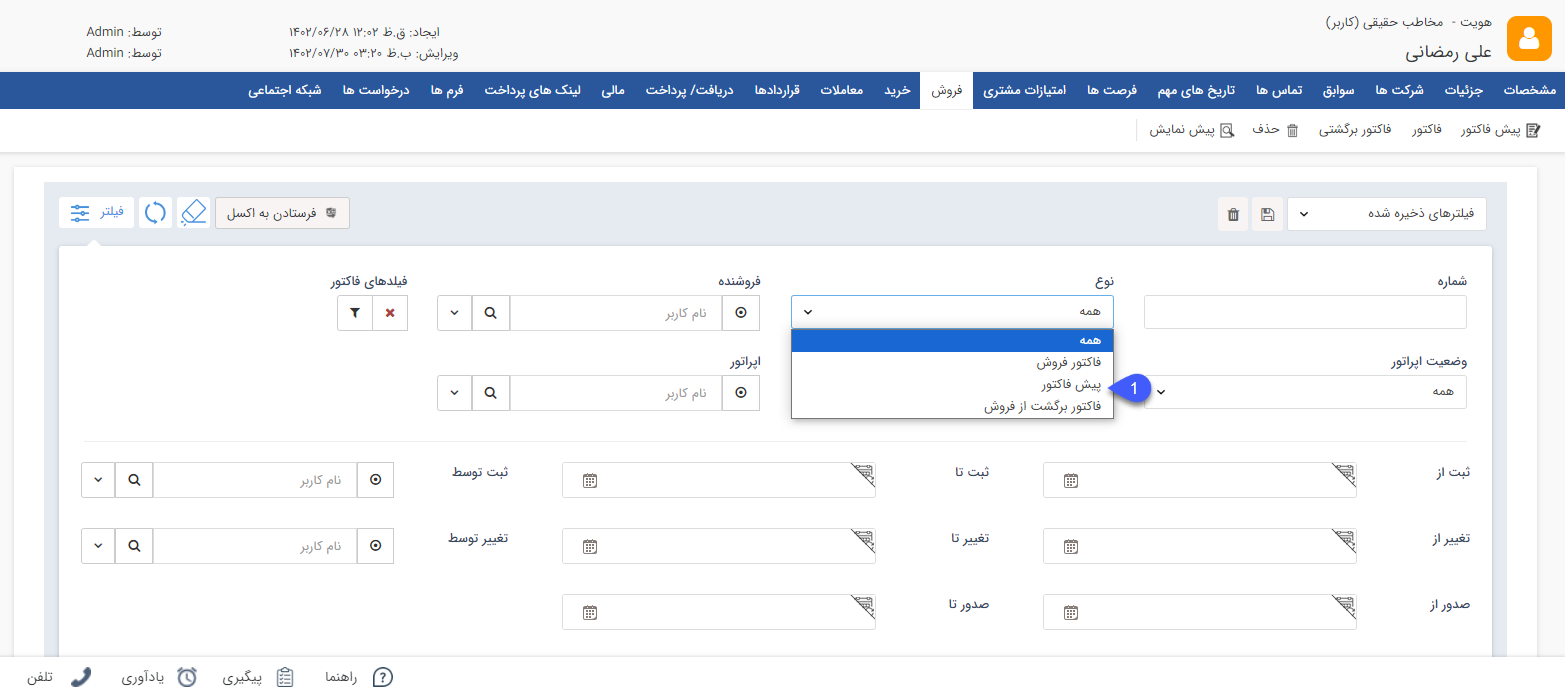 هویت - مخاطب حقیقی (کاربر)
علی رمضانی
ایجاد: ق.ظ ۱۲:۰۲ ۱۴۰۲/۰۶/۲۸ توسط: Admin
ویرایش: ب.ظ ۰۳:۲۰ ۱۴۰۲/۰۷/۳۰ توسط: Admin
مشخصات جزئیات شرکت ها سوابق تماس ها تاریخ های مهم فرصت ها امتیازات مشتری فروش خرید معاملات قراردادها دریافت/ پرداخت مالی لینک های پرداخت فرم ها درخواست ها شبکه اجتماعی
پیش فاکتور فاکتور فاکتور برگشتی حذف پیش نمایش
فیلترهای ذخیره شده فرستادن به اکسل فیلتر
شماره نوع فروشنده فیلدهای فاکتور
همه نام کاربر
همه
فاکتور فروش
پیش فاکتور
فاکتور برگشت از فروش
1
وضعیت اپراتور اپراتور
همه نام کاربر
ثبت از ثبت تا ثبت توسط نام کاربر
تغییر از تغییر تا تغییر توسط نام کاربر
صدور از صدور تا
راهنما پیگیری یادآوری تلفن